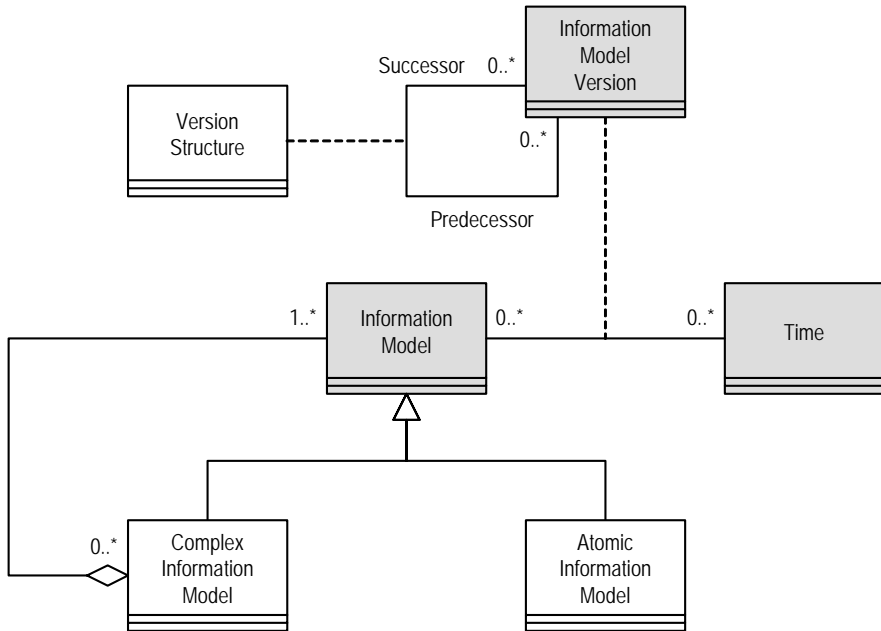 Information
Model
Version
Successor
0..*
Version
Structure
0..*
Predecessor
1..*
Information
Model
0..*
0..*
Time
0..*
Complex
Information
Model
Atomic
Information
Model